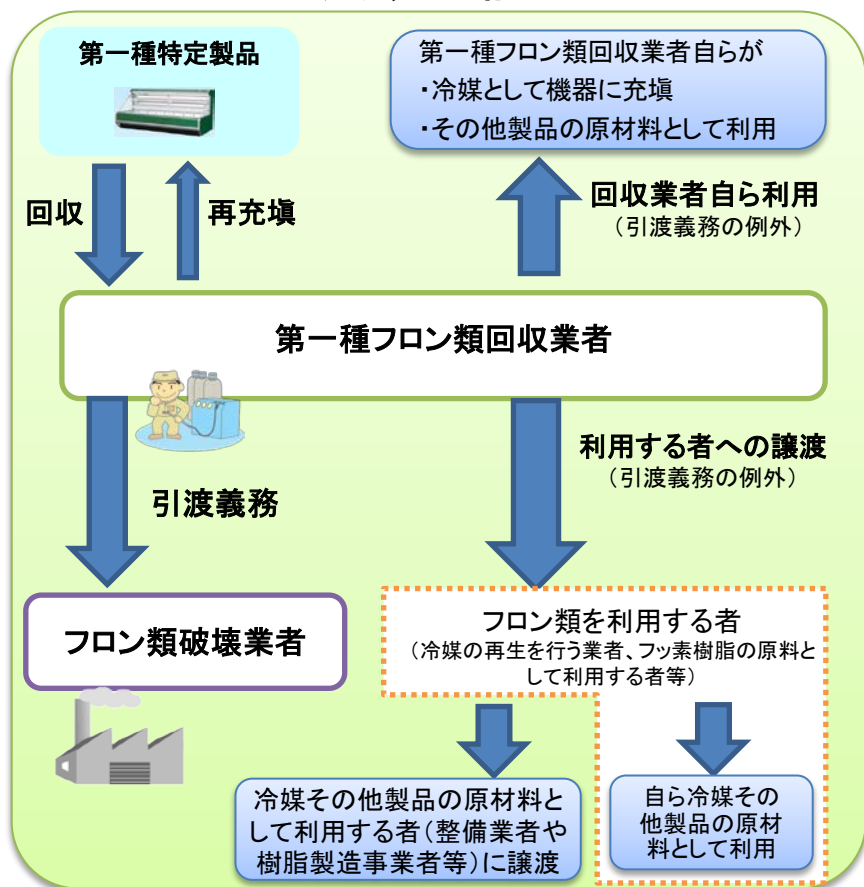 第一種特定製品
第一種フロン類回収業者自らが
・冷媒として機器に充塡
・その他製品の原材料として利用
回収
再充塡
回収業者自ら利用
（引渡義務の例外）
第一種フロン類回収業者
利用する者への譲渡
（引渡義務の例外）
引渡義務
フロン類破壊業者
フロン類を利用する者
（冷媒の再生を行う業者、フッ素樹脂の原料と
して利用する者等）
冷媒その他製品の原材料と
して利用する者（整備業者や
樹脂製造事業者等）に譲渡
自ら冷媒その
他製品の原材
料として利用